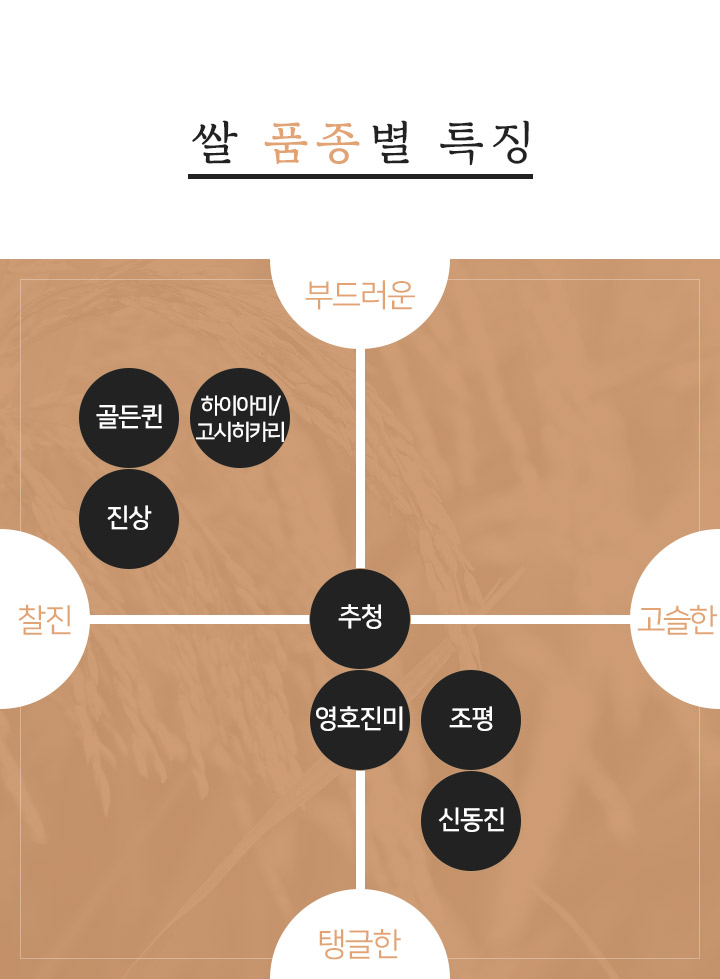 쌀 품종별 특징
부드러운
골든퀸
하이아미/
고시히카리
진상
찰진
추청
고슬한
영호진미
조평
신동진
탱글한